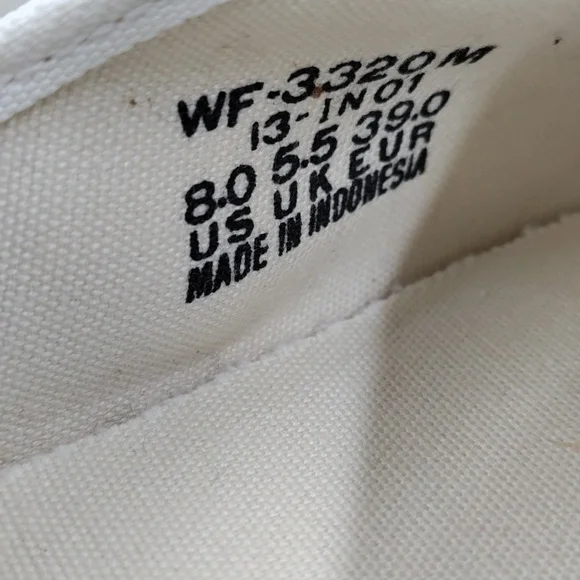 WF-3320M
13-IN01
8.0 5.5 39.0
US UK EUR
MADE IN INDONESIA